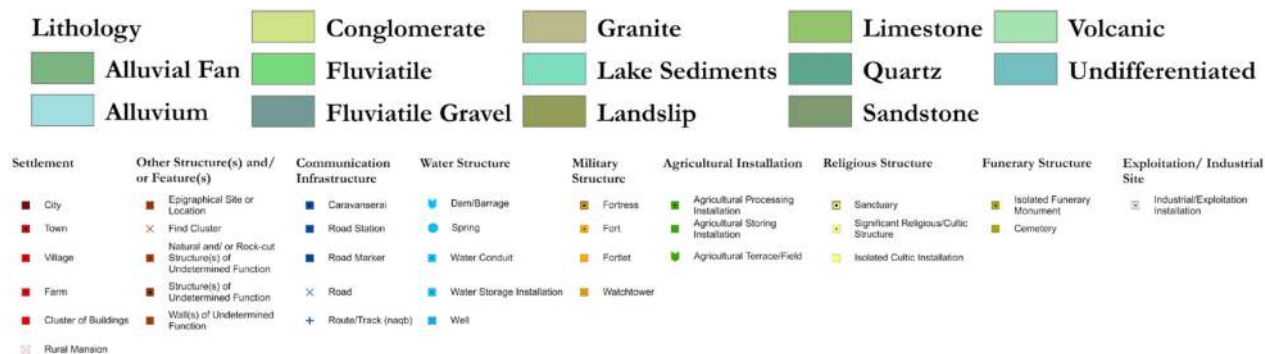 Lithology
Conglomerate
Granite
Limestone
Volcanic
Alluvial Fan
Fluviatile
Lake Sediments
Quartz
Undifferentiated
Alluvium
Fluviatile Gravel
Landslip
Sandstone
Settlement
City
Town
Village
Farm
Cluster of Buildings
Rural Mansion
Other Structure(s) and/
or Feature(s)
Epigraphical Site or
Location
Find Cluster
Natural and/ or Rock-cut
Structure(s) of
Undetermined Function
Structure(s) of
Undetermined Function
Wall(s) of Undetermined
Function
Communication
Infrastructure
Caravanserai
Road Station
Road Marker
Road
Route/Track (naqb)
Water Structure
Dam/Barrage
Spring
Water Conduit
Water Storage Installation
Well
Military
Structure
Fortress
Fort
Fortlet
Watchtower
Agricultural Installation
Agricultural Processing
Installation
Agricultural Storing
Installation
Agricultural Terrace/Field
Religious Structure
Sanctuary
Significant Religious/Cultic
Structure
Isolated Cultic Installation
Funerary Structure
Isolated Funerary
Monument
Cemetery
Exploitation/ Industrial
Site
Industrial/Exploitation
Installation